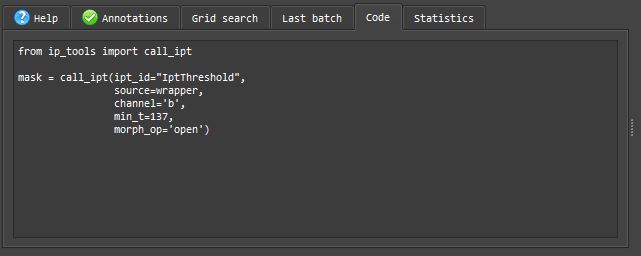 Help Annotations Grid search Last batch Code Statistics
from ip_tools import call_ipt
mask = call_ipt(ipt_id="IptThreshold",
source=wrapper,
channel='b',
min_t=137,
morph_op='open')